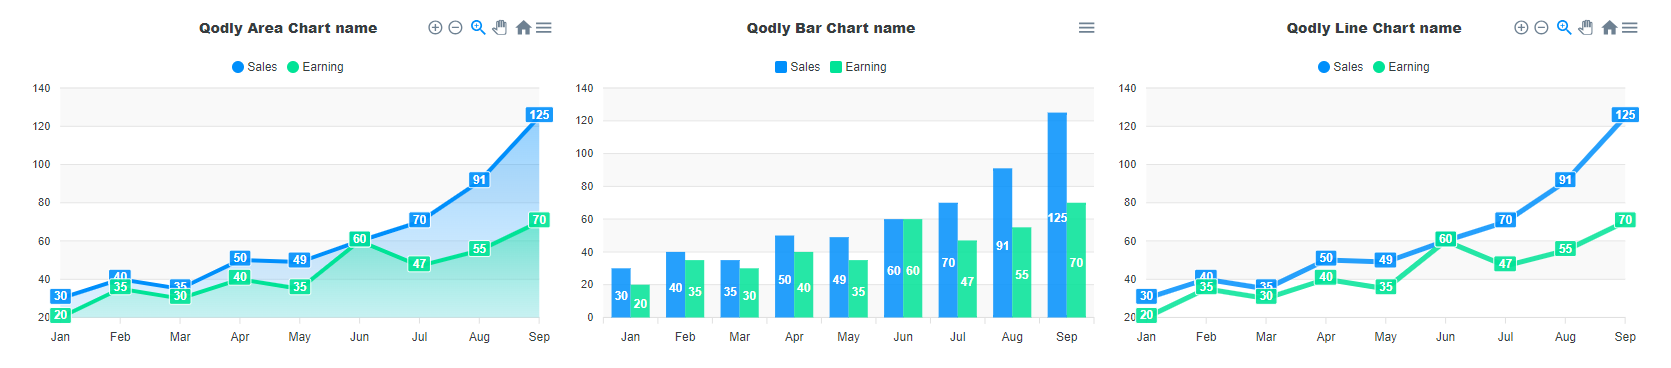 Qodly Area Chart name
Sales Earning
140
120
100
80
60
40
20
30 40 35 50 49 60 70 91 125
20 35 30 40 35 47 55 70
Jan Feb Mar Apr May Jun Jul Aug Sep
Qodly Bar Chart name
Sales Earning
140
120
100
80
60
40
20
0
30 20 40 35 35 30 50 40 49 35 60 60 70 47 91 55 125 70
Jan Feb Mar Apr May Jun Jul Aug Sep
Qodly Line Chart name
Sales Earning
140
120
100
80
60
40
20
30 40 35 50 49 60 70 91 125
20 35 30 40 35 47 55 70
Jan Feb Mar Apr May Jun Jul Aug Sep